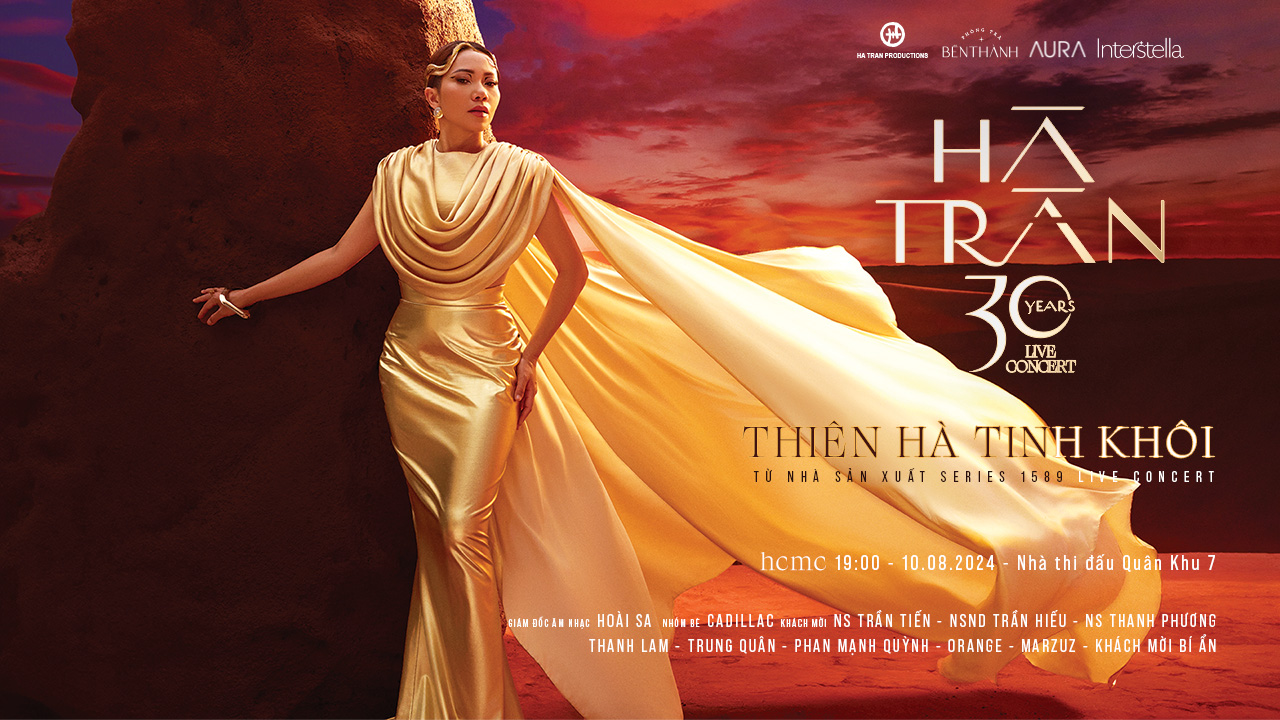 HA TRAN PRODUCTIONS
PHÒNG TRÀ
BẾNTHÀNH
AURA
Interstella
HÀ
TRẦN
30
YEARS
LIVE
CONCERT
THIÊN HÀ TINH KHÔI
TỪ NHÀ SẢN XUẤT SERIES 1589 LIVE CONCERT
hcmc 19:00 - 10.08.2024 - Nhà thi đấu Quân Khu 7
GIÁM ĐỐC ÂM NHẠC HOÀI SA NHÓM BÈ CADILLAC KHÁCH MỜI NS TRẦN TIẾN - NSND TRẦN HIẾU - NS THANH PHƯƠNG
THANH LAM - TRUNG QUÂN - PHAN MẠNH QUỲNH - ORANGE - MARZUZ - KHÁCH MỜI BÍ ẨN